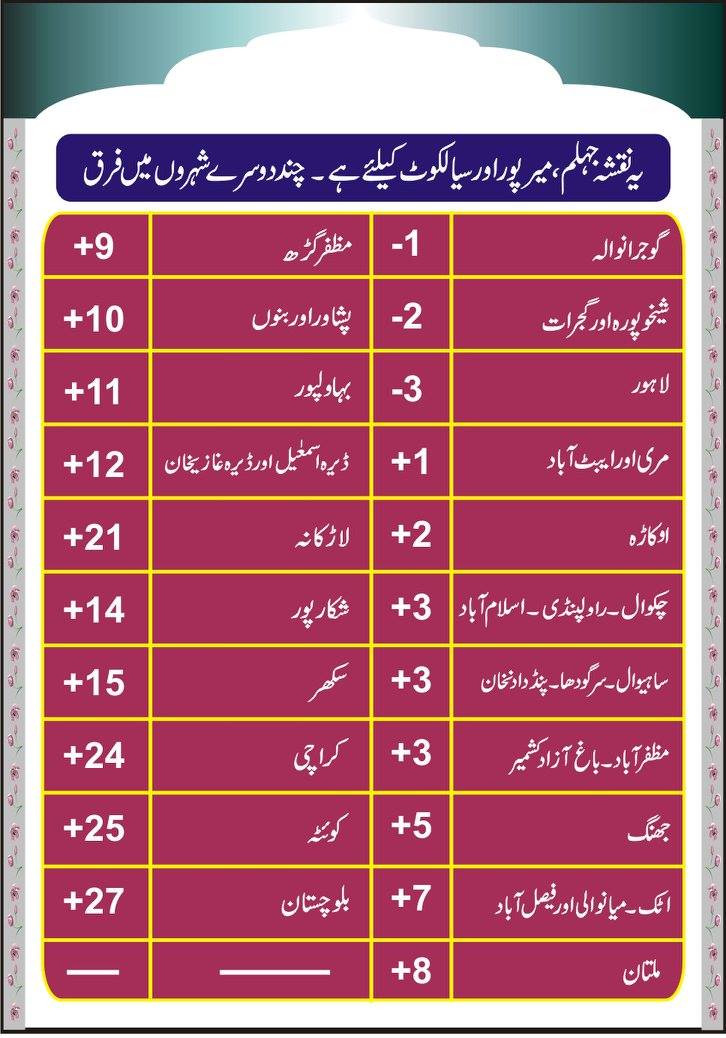 یہ نقشہ جہلم، میرپور اور سیالکوٹ کیلئے ہے ۔ چند دوسرے شہروں میں فرق
گوجرانوالہ -1 مظفرگڑھ +9
شیخوپورہ اور گجرات -2 پشاور اور بنوں +10
لاہور -3 بہاولپور +11
مری اور ایبٹ آباد +1 ڈیرہ اسمٰعیل اور ڈیرہ غازیخان +12
اوکاڑہ +2 لاڑکانہ +21
چکوال۔راولپنڈی۔اسلام آباد +3 شکارپور +14
ساہیوال۔سرگودھا۔پنڈدادنخان +3 سکھر +15
مظفرآباد۔باغ آزادکشمیر +3 کراچی +24
جھنگ +5 کوئٹہ +25
اٹک۔میانوالی اور فیصل آباد +7 بلوچستان +27
ملتان +8 —— ——